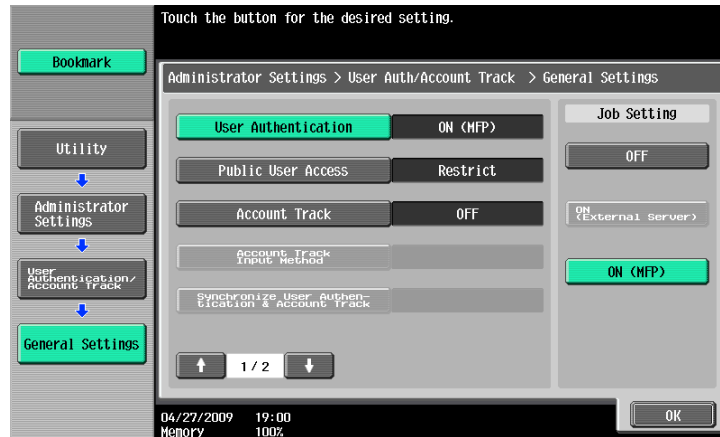 Touch the button for the desired setting.
Bookmark
Administrator Settings > User Auth/Account Track > General Settings
User Authentication
ON (MFP)
Job Setting
Utility
Public User Access
Restrict
OFF
Administrator
Settings
Account Track
OFF
ON
(External Server)
Account Track
Input Method
User
Authentication/
Account Track
ON (MFP)
Synchronize User Authen-
tication & Account Track
General Settings
1/2
OK
04/27/2009 19:00
Memory 100%